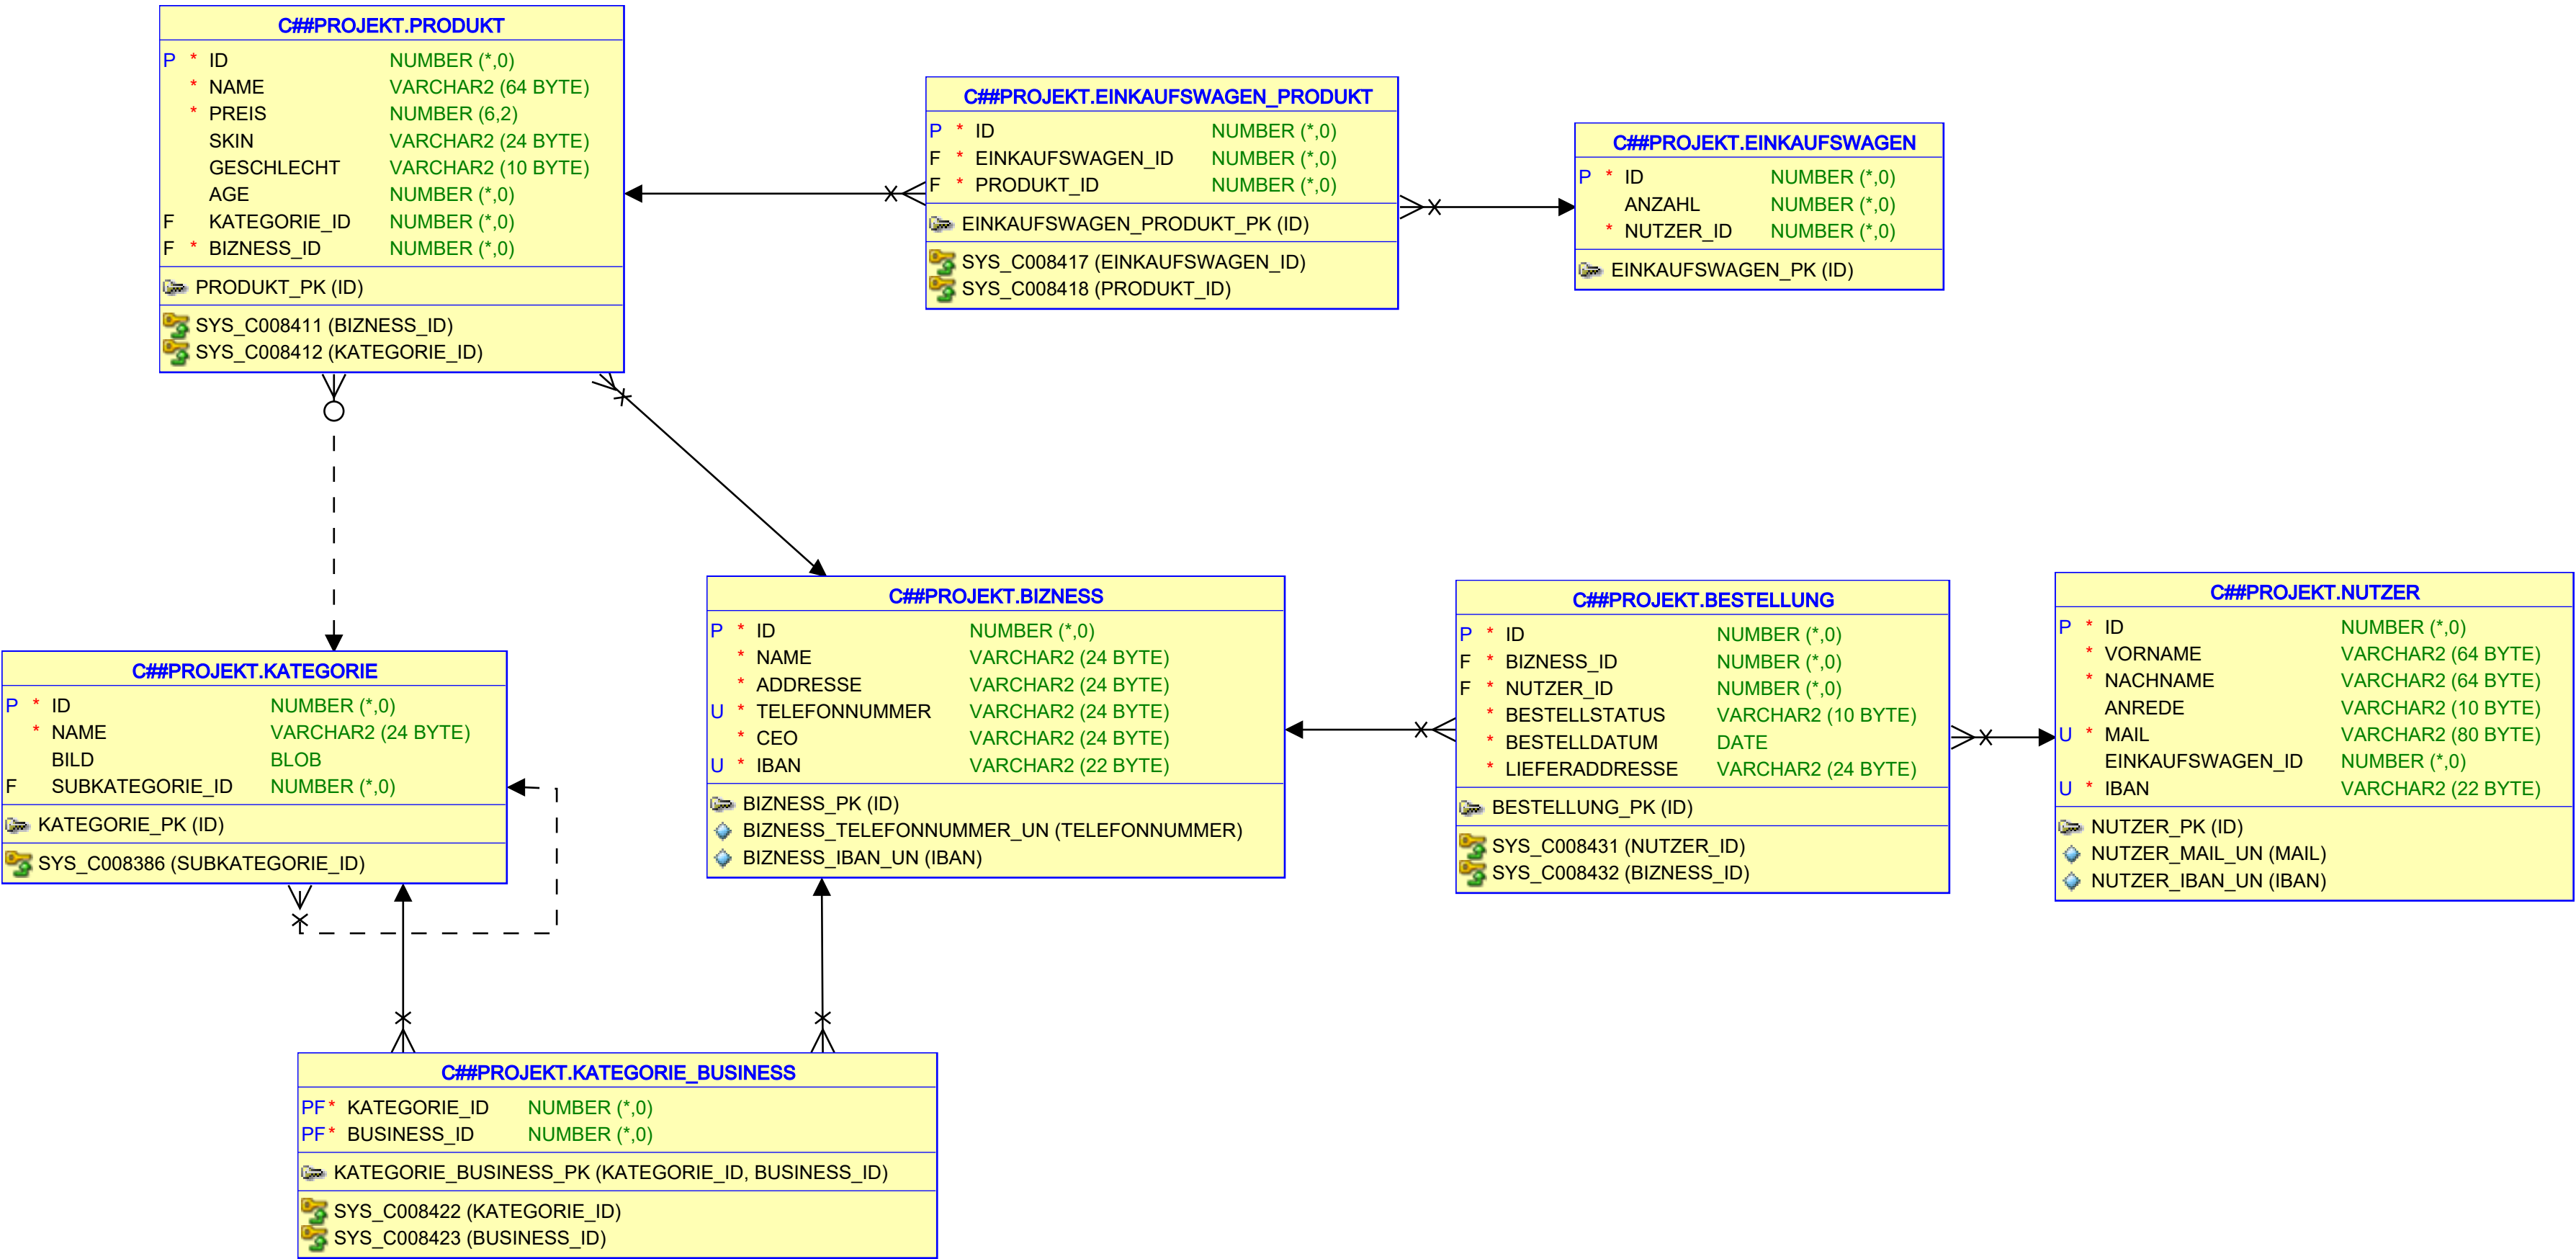 C##PROJEKT.PRODUKT
P * ID NUMBER (*,0)
* NAME VARCHAR2 (64 BYTE)
* PREIS NUMBER (6,2)
SKIN VARCHAR2 (24 BYTE)
GESCHLECHT VARCHAR2 (10 BYTE)
AGE NUMBER (*,0)
F KATEGORIE_ID NUMBER (*,0)
F * BIZNESS_ID NUMBER (*,0)
PRODUKT_PK (ID)
SYS_C008411 (BIZNESS_ID)
SYS_C008412 (KATEGORIE_ID)
C##PROJEKT.EINKAUFSWAGEN_PRODUKT
P * ID NUMBER (*,0)
F * EINKAUFSWAGEN_ID NUMBER (*,0)
F * PRODUKT_ID NUMBER (*,0)
EINKAUFSWAGEN_PRODUKT_PK (ID)
SYS_C008417 (EINKAUFSWAGEN_ID)
SYS_C008418 (PRODUKT_ID)
C##PROJEKT.EINKAUFSWAGEN
P * ID NUMBER (*,0)
ANZAHL NUMBER (*,0)
* NUTZER_ID NUMBER (*,0)
EINKAUFSWAGEN_PK (ID)
C##PROJEKT.KATEGORIE
P * ID NUMBER (*,0)
* NAME VARCHAR2 (24 BYTE)
BILD BLOB
F SUBKATEGORIE_ID NUMBER (*,0)
KATEGORIE_PK (ID)
SYS_C008386 (SUBKATEGORIE_ID)
C##PROJEKT.BIZNESS
P * ID NUMBER (*,0)
* NAME VARCHAR2 (24 BYTE)
* ADDRESSE VARCHAR2 (24 BYTE)
U * TELEFONNUMMER VARCHAR2 (24 BYTE)
* CEO VARCHAR2 (24 BYTE)
U * IBAN VARCHAR2 (22 BYTE)
BIZNESS_PK (ID)
BIZNESS_TELEFONNUMMER_UN (TELEFONNUMMER)
BIZNESS_IBAN_UN (IBAN)
C##PROJEKT.BESTELLUNG
P * ID NUMBER (*,0)
F * BIZNESS_ID NUMBER (*,0)
F * NUTZER_ID NUMBER (*,0)
* BESTELLSTATUS VARCHAR2 (10 BYTE)
* BESTELLDATUM DATE
* LIEFERADDRESSE VARCHAR2 (24 BYTE)
BESTELLUNG_PK (ID)
SYS_C008431 (NUTZER_ID)
SYS_C008432 (BIZNESS_ID)
C##PROJEKT.NUTZER
P * ID NUMBER (*,0)
* VORNAME VARCHAR2 (64 BYTE)
* NACHNAME VARCHAR2 (64 BYTE)
ANREDE VARCHAR2 (10 BYTE)
U * MAIL VARCHAR2 (80 BYTE)
EINKAUFSWAGEN_ID NUMBER (*,0)
U * IBAN VARCHAR2 (22 BYTE)
NUTZER_PK (ID)
NUTZER_MAIL_UN (MAIL)
NUTZER_IBAN_UN (IBAN)
C##PROJEKT.KATEGORIE_BUSINESS
PF* KATEGORIE_ID NUMBER (*,0)
PF* BUSINESS_ID NUMBER (*,0)
KATEGORIE_BUSINESS_PK (KATEGORIE_ID, BUSINESS_ID)
SYS_C008422 (KATEGORIE_ID)
SYS_C008423 (BUSINESS_ID)